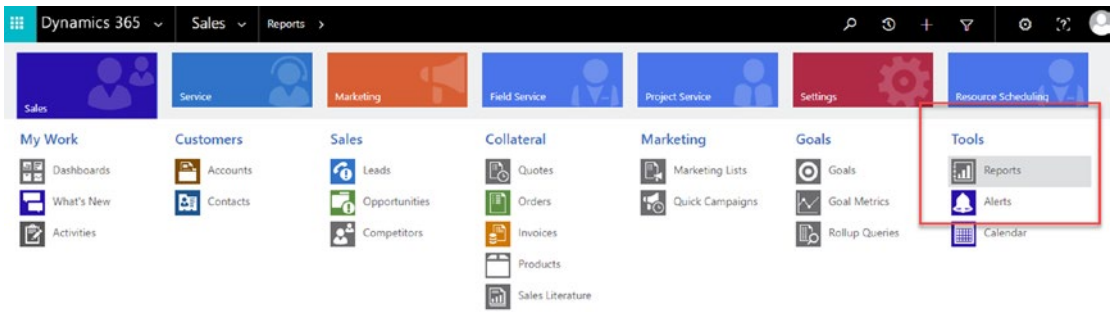 Dynamics 365 Sales Reports >
Sales Service Marketing Field Service Project Service Settings Resource Scheduling
My Work Customers Sales Collateral Marketing Goals Tools
Dashboards Accounts Leads Quotes Marketing Lists Goals Reports
What's New Contacts Opportunities Orders Quick Campaigns Goal Metrics Alerts
Activities Competitors Invoices Rollup Queries Calendar
Products
Sales Literature